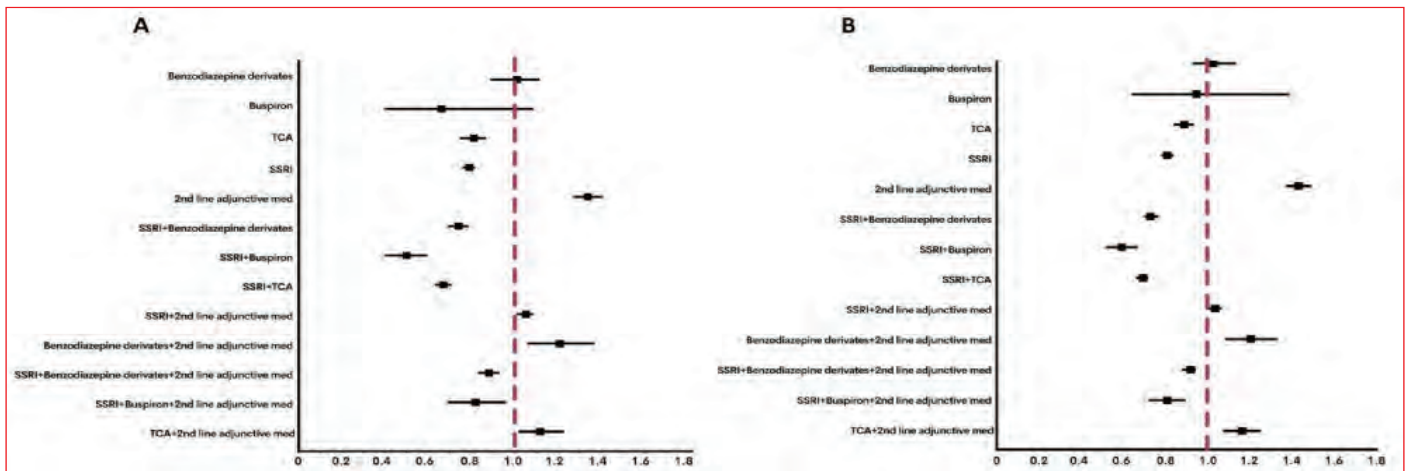 A
Benzodiazepine derivates
Buspiron
TCA
SSRI
2nd line adjunctive med
SSRI+Benzodiazepine derivates
SSRI+Buspiron
SSRI+TCA
SSRI+2nd line adjunctive med
Benzodiazepine derivates+2nd line adjunctive med
SSRI+Benzodiazepine derivates+2nd line adjunctive med
SSRI+Buspiron+2nd line adjunctive med
TCA+2nd line adjunctive med
0 0.2 0.4 0.6 0.8 1.0 1.2 1.4 1.6 1.8
B
Benzodiazepine derivates
Buspiron
TCA
SSRI
2nd line adjunctive med
SSRI+Benzodiazepine derivates
SSRI+Buspiron
SSRI+TCA
SSRI+2nd line adjunctive med
Benzodiazepine derivates+2nd line adjunctive med
SSRI+Benzodiazepine derivates+2nd line adjunctive med
SSRI+Buspiron+2nd line adjunctive med
TCA+2nd line adjunctive med
0 0.2 0.4 0.6 0.8 1.0 1.2 1.4 1.6 1.8